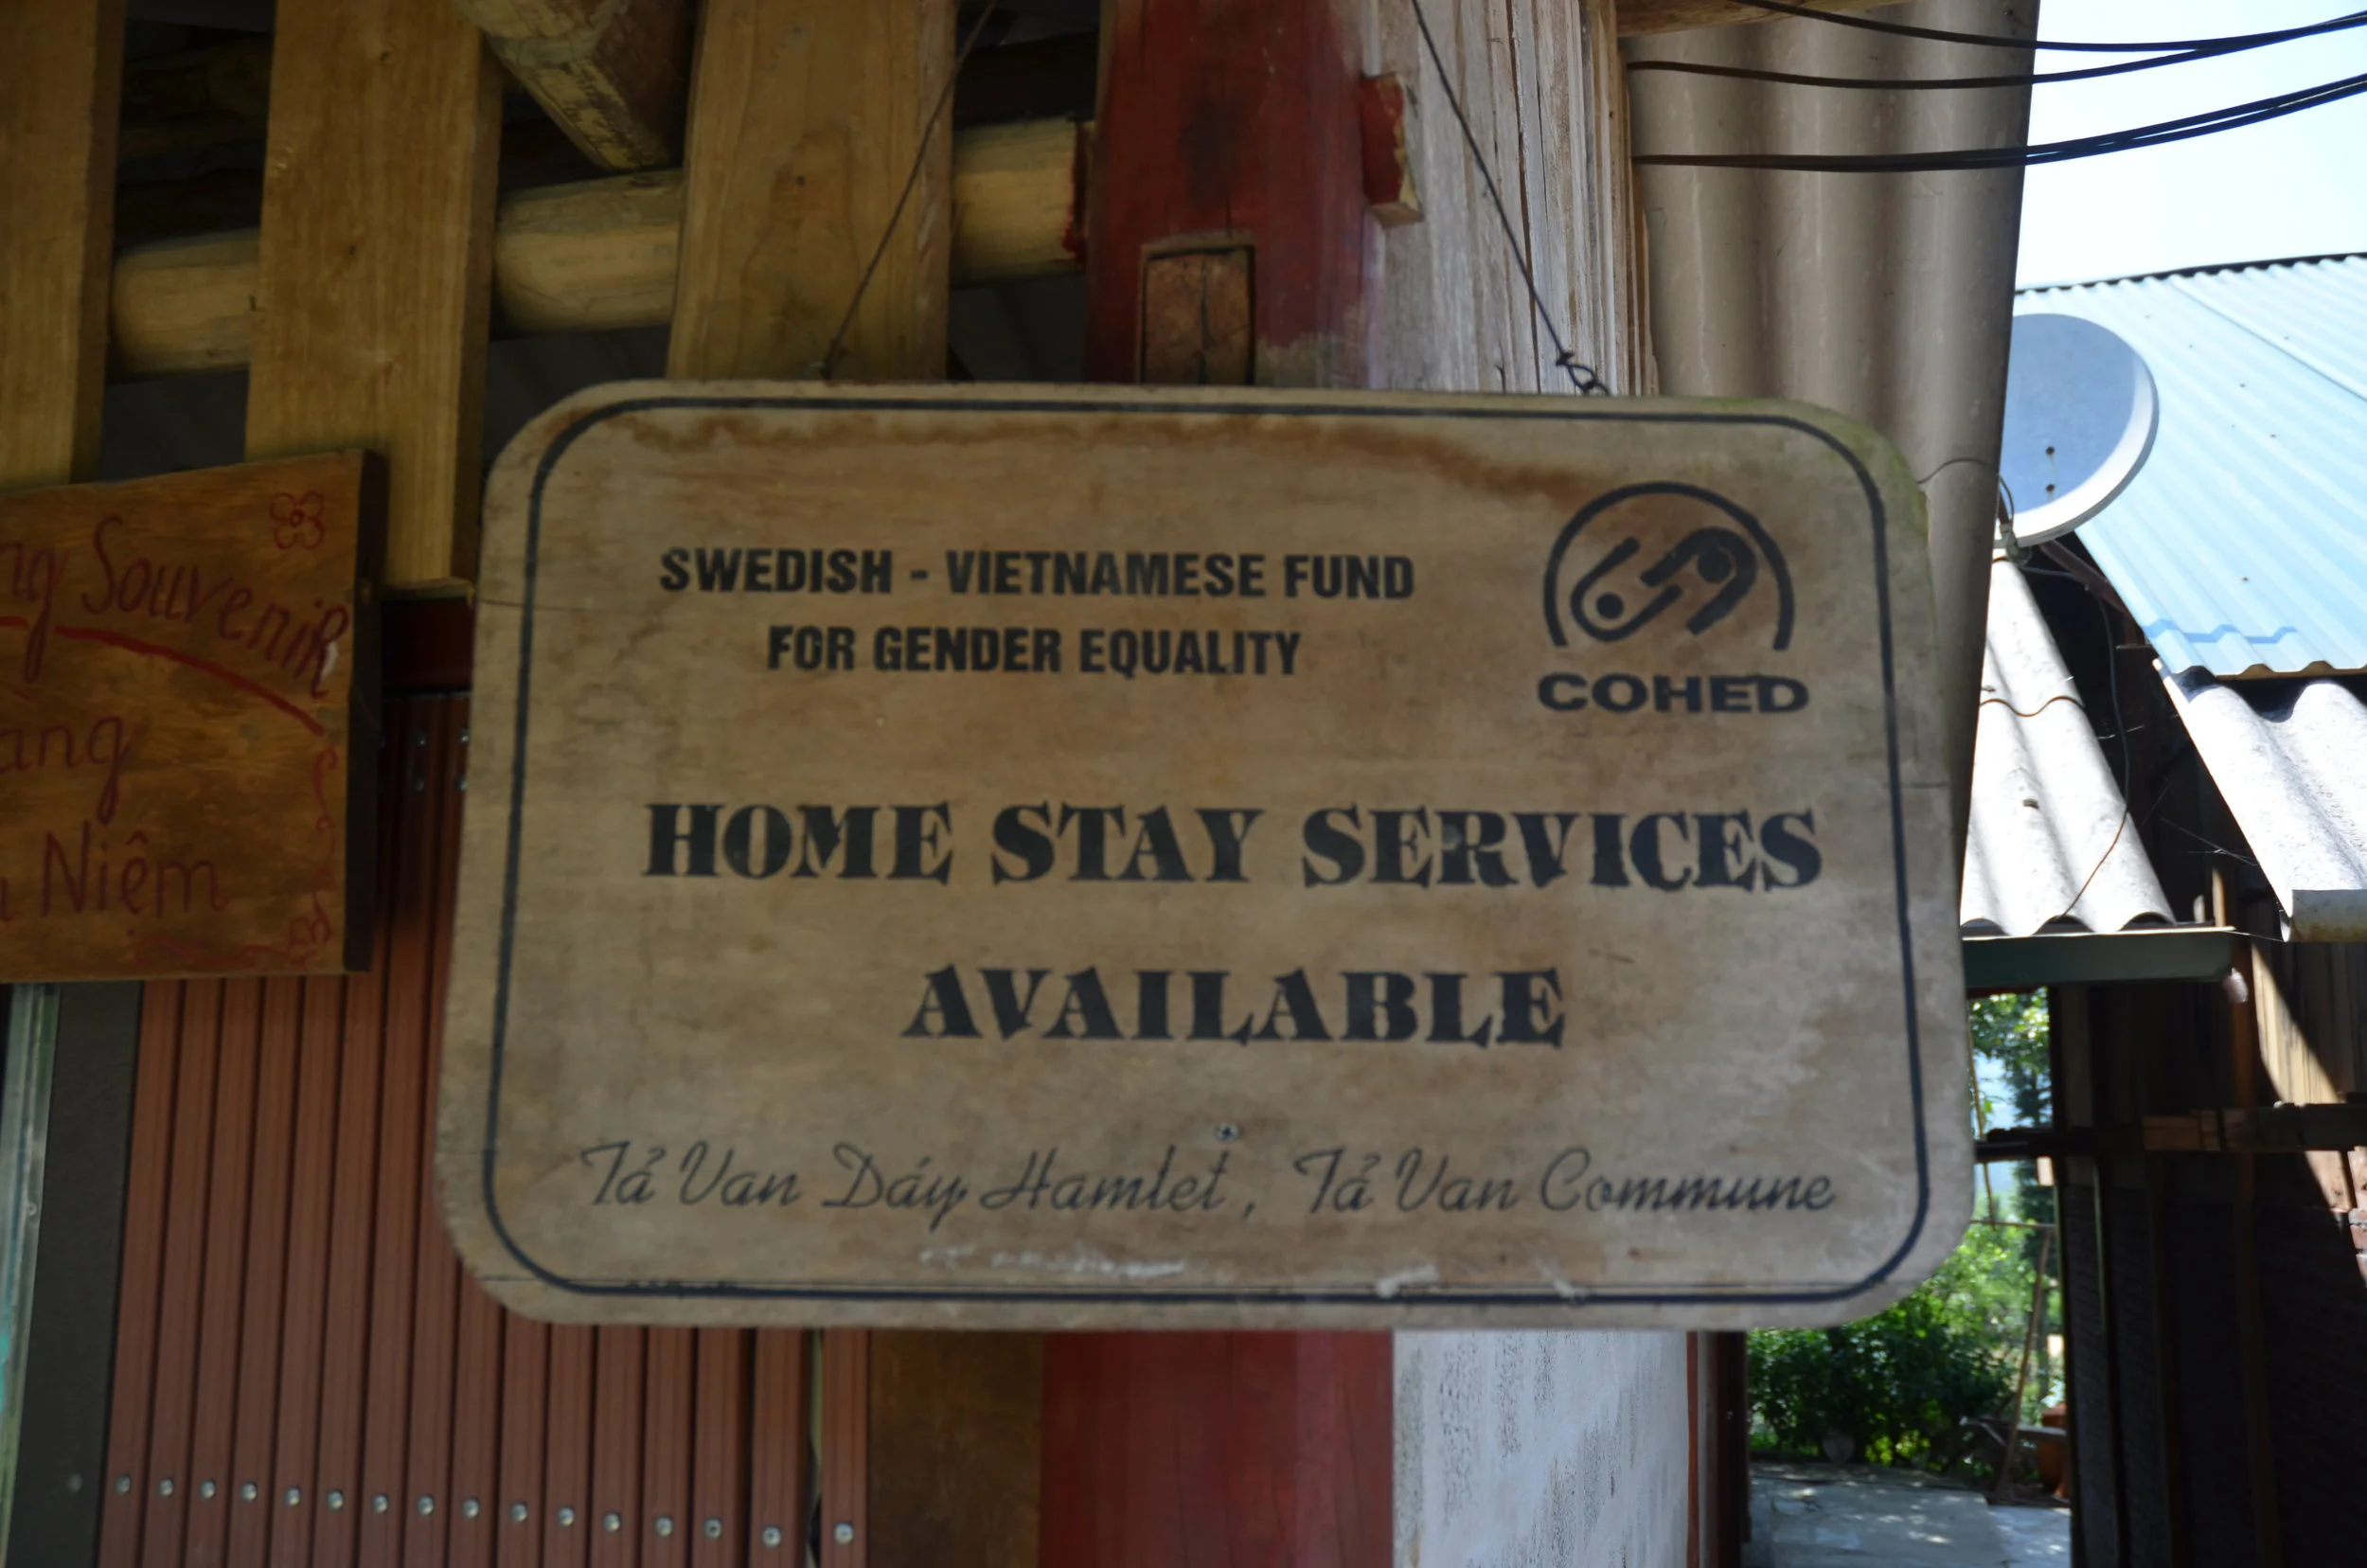 SWEDISH - VIETNAMESE FUND
FOR GENDER EQUALITY
COHED
HOME STAY SERVICES
AVAILABLE
Tả Van Dáy Hamlet, Tả Van Commune
Souvenir
Niệm